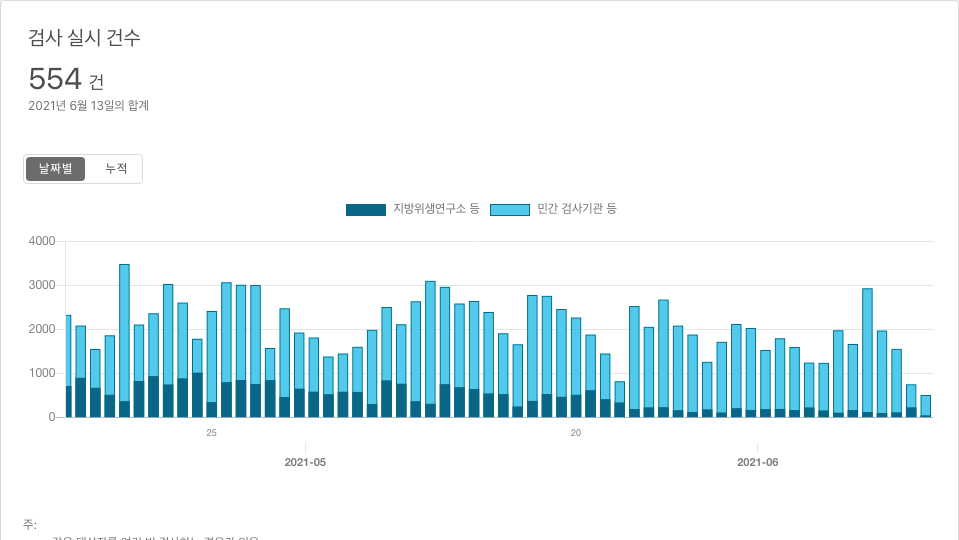 검사 실시 건수
554 건
2021년 6월 13일의 합계
날짜별 누적
지방위생연구소 등 민간 검사기관 등
4000
3000
2000
1000
0
25 20
2021-05 2021-06
주: